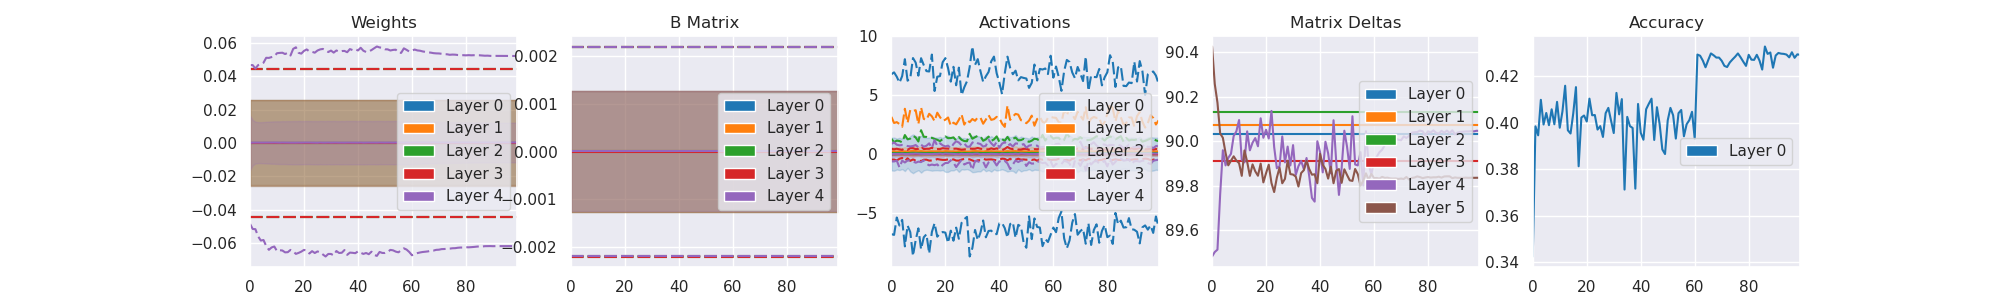 Weights
0.06
0.04
0.02
0.00
−0.02
−0.04
−0.06
0
20
40
60
80
Layer 0
Layer 1
Layer 2
Layer 3
Layer 4
B Matrix
0.002
0.001
0.000
−0.001
−0.002
0
20
40
60
80
Layer 0
Layer 1
Layer 2
Layer 3
Layer 4
Activations
10
5
0
−5
0
20
40
60
80
Layer 0
Layer 1
Layer 2
Layer 3
Layer 4
Matrix Deltas
90.4
90.2
90.0
89.8
89.6
0
20
40
60
80
Layer 0
Layer 1
Layer 2
Layer 3
Layer 4
Layer 5
Accuracy
0.42
0.40
0.38
0.36
0.34
0
20
40
60
80
Layer 0